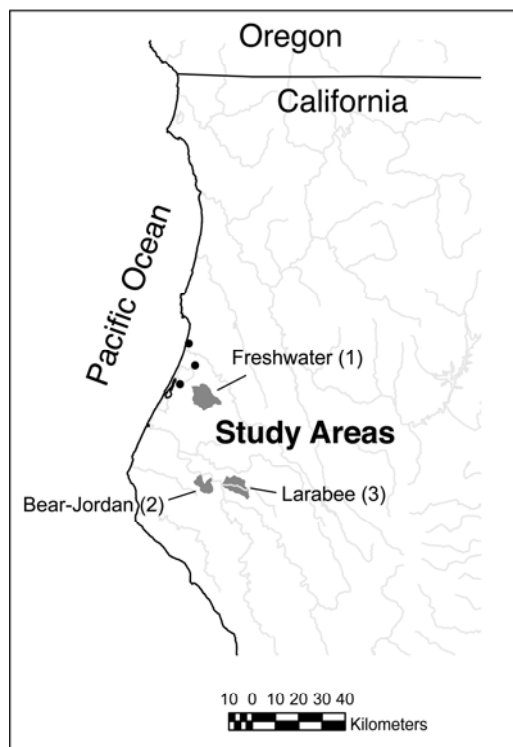 Oregon
California
Pacific Ocean
Freshwater (1)
Study Areas
Bear-Jordan (2)
Larabee (3)
10 0 10 20 30 40
Kilometers